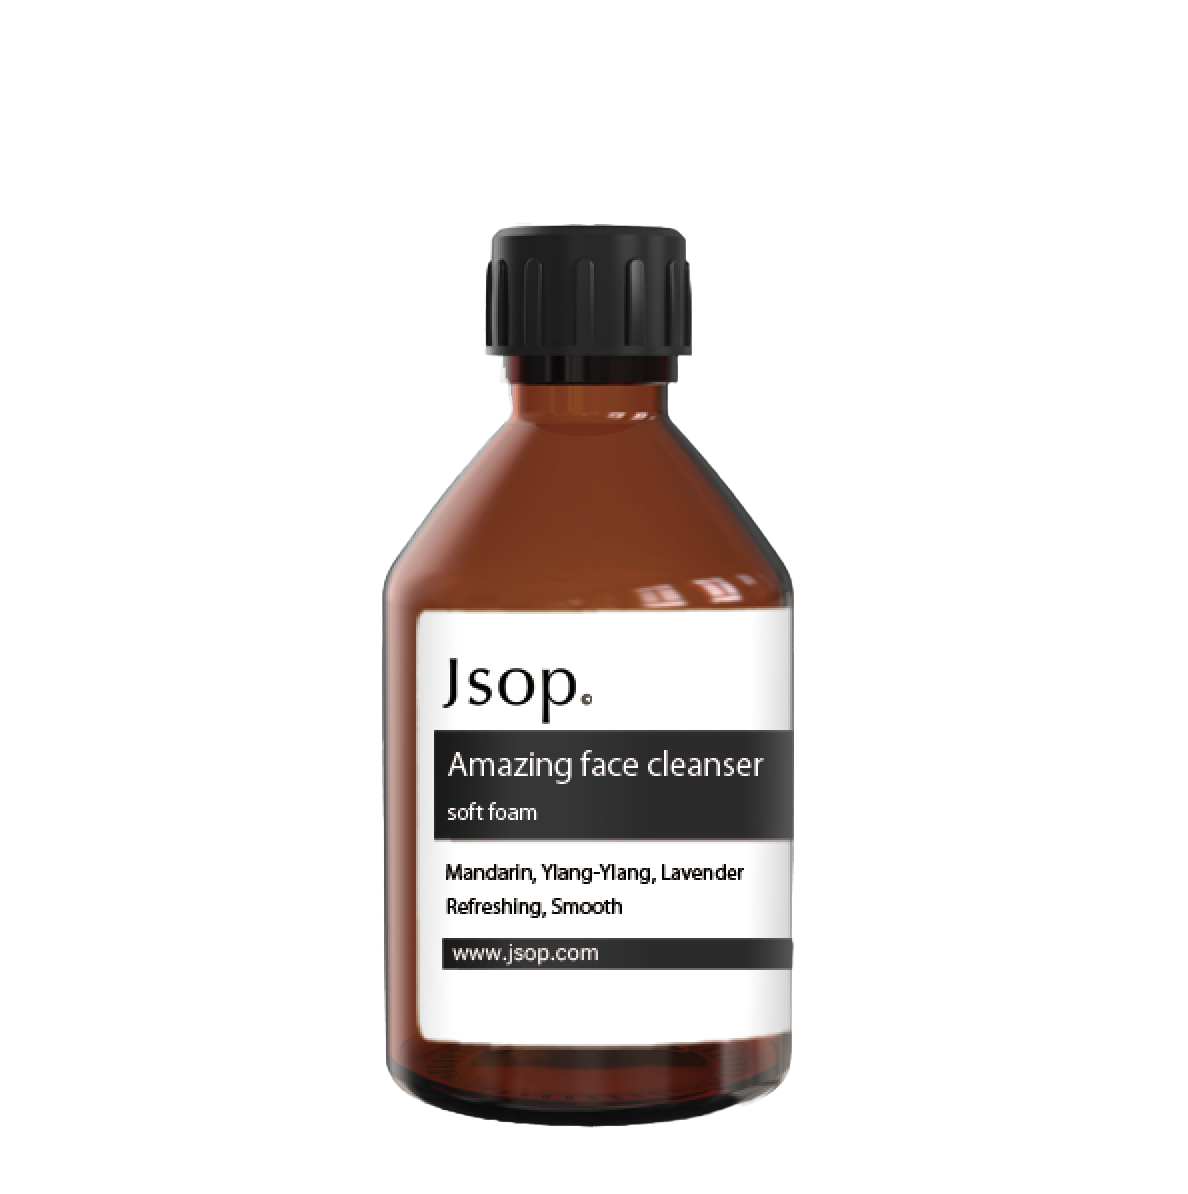 Jsop.©
Amazing face cleanser
soft foam
Mandarin, Ylang-Ylang, Lavender
Refreshing, Smooth
www.jsop.com